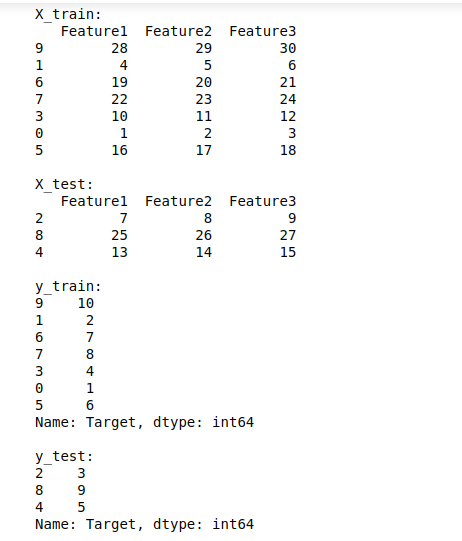 X_train:
   Feature1  Feature2  Feature3
9        28        29        30
1         4         5         6
6        19        20        21
7        22        23        24
3        10        11        12
0         1         2         3
5        16        17        18

X_test:
   Feature1  Feature2  Feature3
2         7         8         9
8        25        26        27
4        13        14        15

y_train:
9    10
1     2
6     7
7     8
3     4
0     1
5     6
Name: Target, dtype: int64

y_test:
2    3
8    9
4    5
Name: Target, dtype: int64